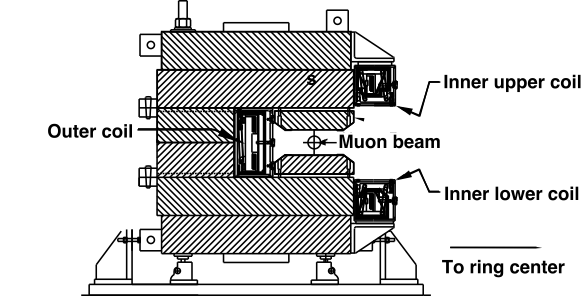 S
Inner upper coil
Outer coil
Muon beam
Inner lower coil
To ring center